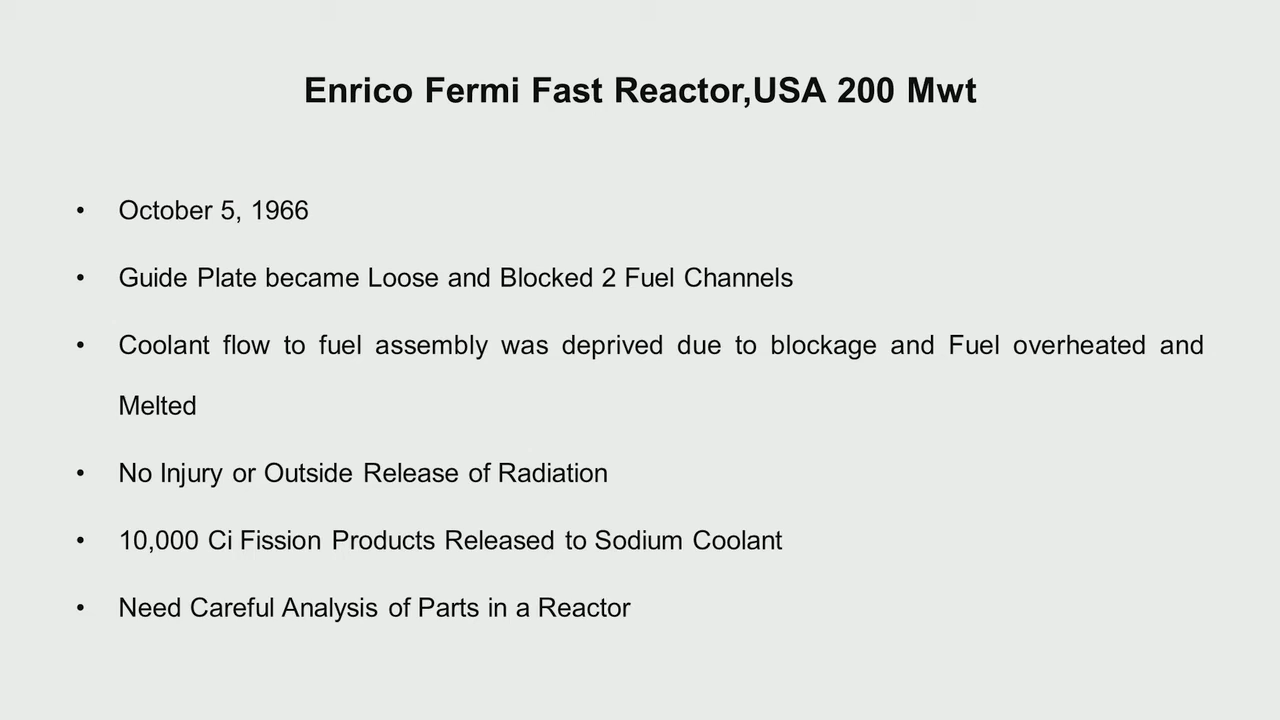 Enrico Fermi Fast Reactor,USA 200 Mwt
• October 5, 1966
• Guide Plate became Loose and Blocked 2 Fuel Channels
• Coolant flow to fuel assembly was deprived due to blockage and Fuel overheated and
Melted
• No Injury or Outside Release of Radiation
• 10,000 Ci Fission Products Released to Sodium Coolant
• Need Careful Analysis of Parts in a Reactor